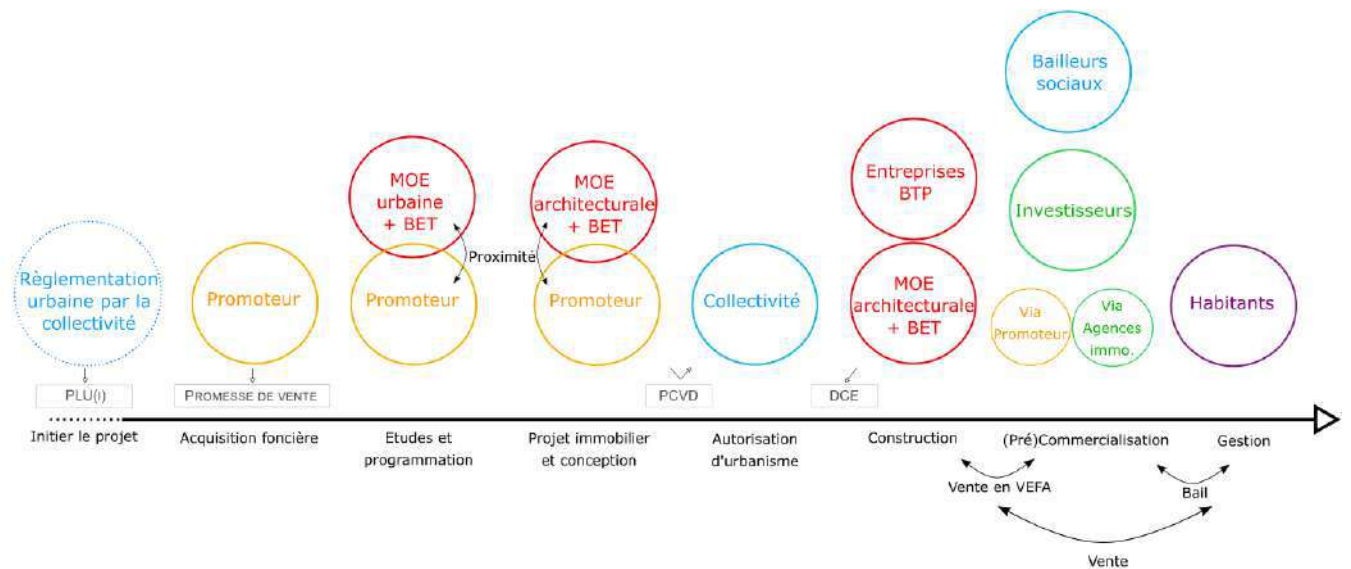 Bailleurs
sociaux
Entreprises
BTP
MOE
urbaine
+ BET
MOE
architecturale
+ BET
Investisseurs
Proximité
Règlementation
urbaine par la
collectivité
Promoteur
Promoteur
Promoteur
Collectivité
MOE
architecturale
+ BET
Via
Promoteur
Via
Agences
immo.
Habitants
PLU(I)
PROMESSE DE VENTE
PCVD
DCE
Initier le projet
Acquisition foncière
Etudes et
programmation
Projet immobilier
et conception
Autorisation
d'urbanisme
Construction
(Pré)Commercialisation
Gestion
Vente en VEFA
Bail
Vente